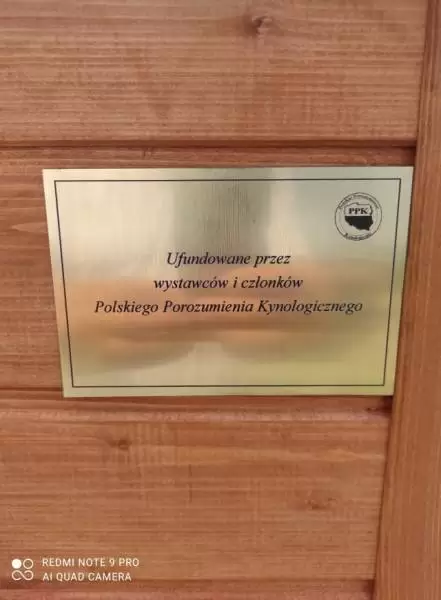 PPK
Ufundowane przez
wystawców i członków
Polskiego Porozumienia Kynologicznego
REDMI NOTE 9 PRO
AI QUAD CAMERA